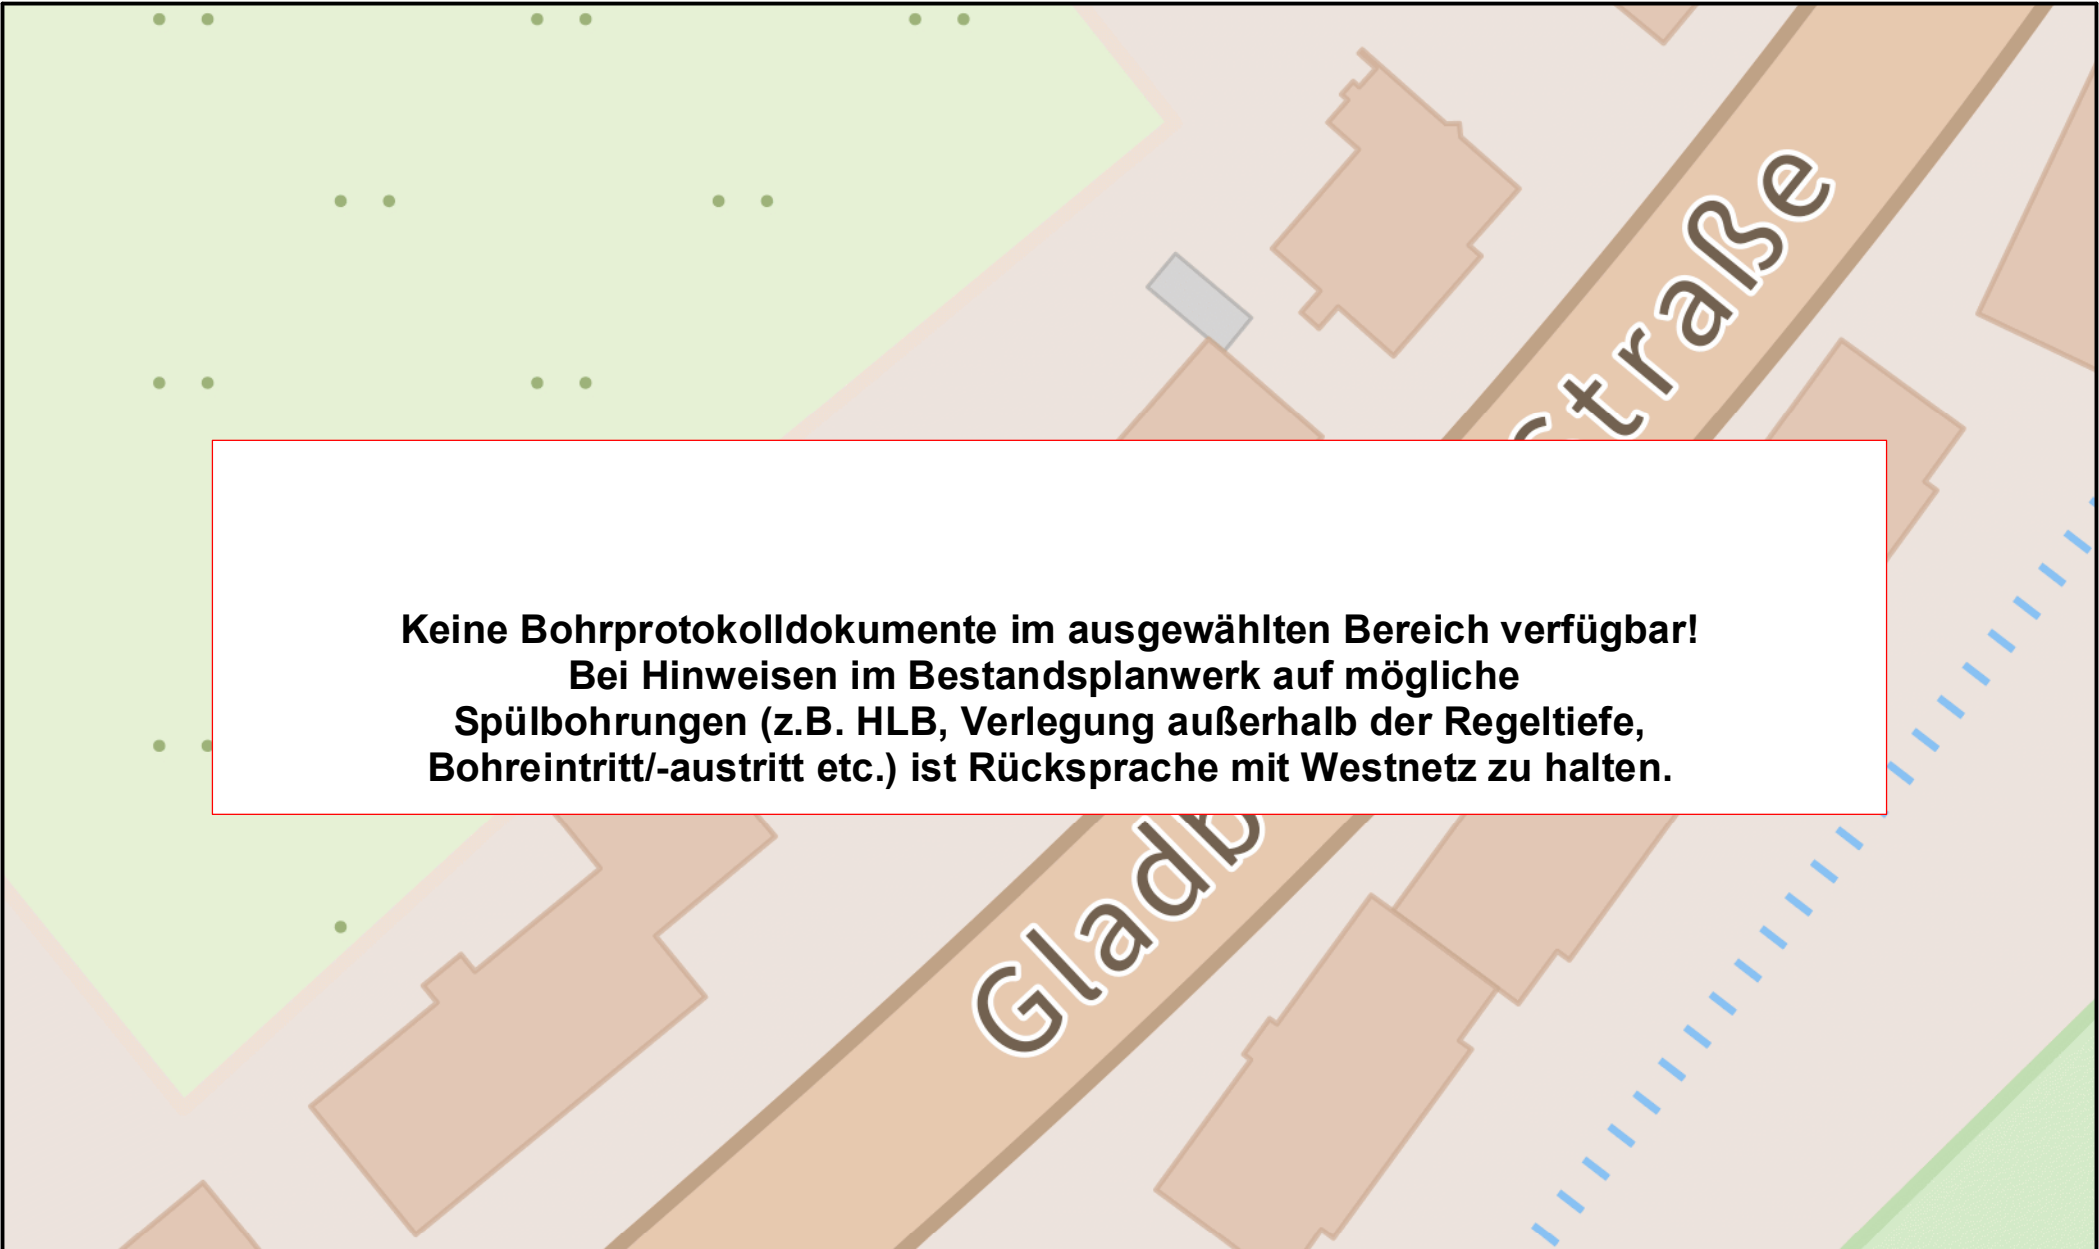 Straße
Keine Bohrprotokolldokumente im ausgewählten Bereich verfügbar!
Bei Hinweisen im Bestandsplanwerk auf mögliche
Spülbohrungen (z.B. HLB, Verlegung außerhalb der Regeltiefe,
Bohreintritt/-austritt etc.) ist Rücksprache mit Westnetz zu halten.